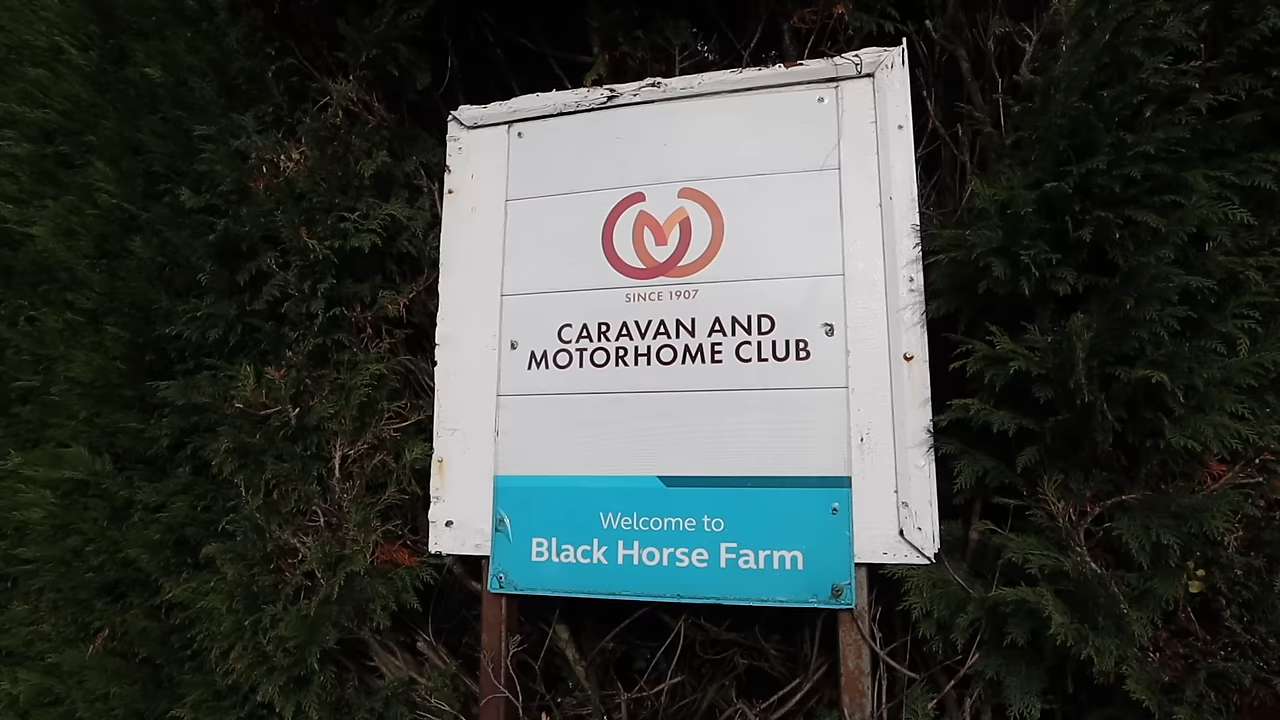 SINCE 1907
CARAVAN AND
MOTORHOME CLUB
Welcome to
Black Horse Farm